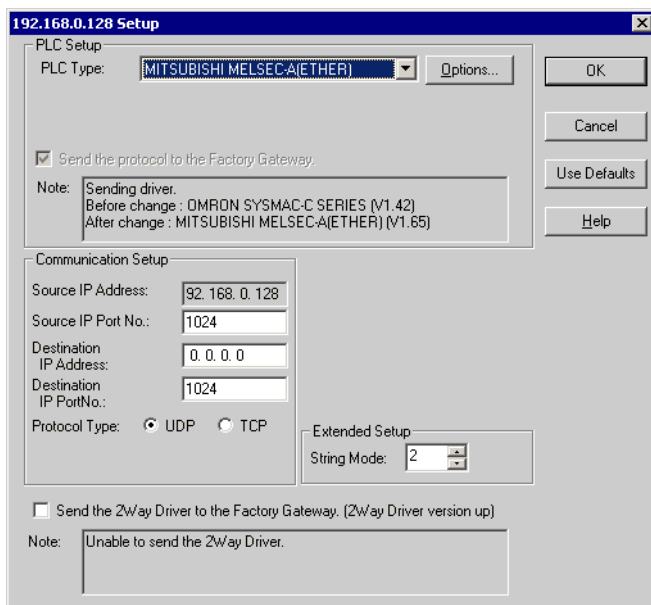 192.168.0.128 Setup
PLC Setup
PLC Type:
MITSUBISHI MELSEC-A(ETHER)
Options...
OK
Cancel
Use Defaults
Help
Send the protocol to the Factory Gateway.
Note:
Sending driver.
Before change : OMRON SYSMAC-C SERIES (V1.42)
After change : MITSUBISHI MELSEC-A(ETHER) (V1.65)
Communication Setup
Source IP Address:
92. 168. 0. 128
Source IP Port No.:
1024
Destination
IP Address:
0. 0. 0. 0
Destination
IP PortNo.:
1024
Protocol Type:
UDP
TCP
Extended Setup
String Mode:
2
Send the 2Way Driver to the Factory Gateway. (2Way Driver version up)
Note:
Unable to send the 2Way Driver.